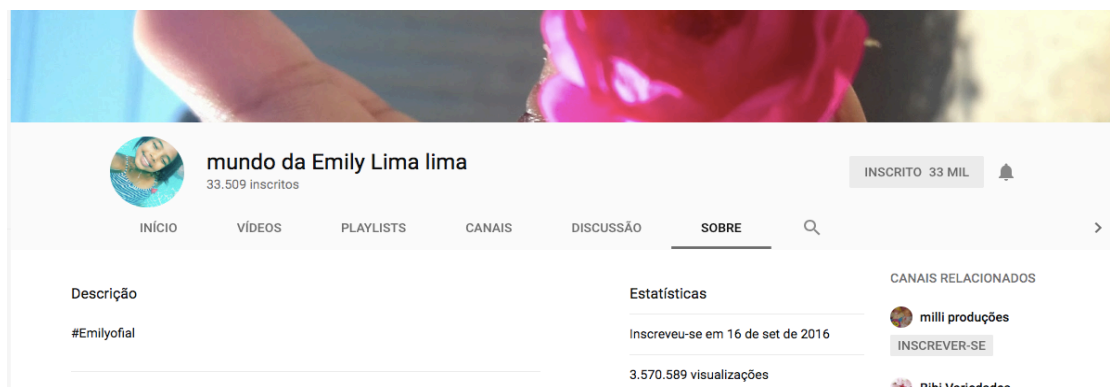 mundo da Emily Lima lima
33.509 inscritos
INSCRITO 33 MIL
INÍCIO VÍDEOS PLAYLISTS CANAIS DISCUSSÃO SOBRE
Descrição
#Emilyofial
Estatísticas
Inscreveu-se em 16 de set de 2016
3.570.589 visualizações
CANAIS RELACIONADOS
milli produções
INSCREVER-SE
Bibi Variedades